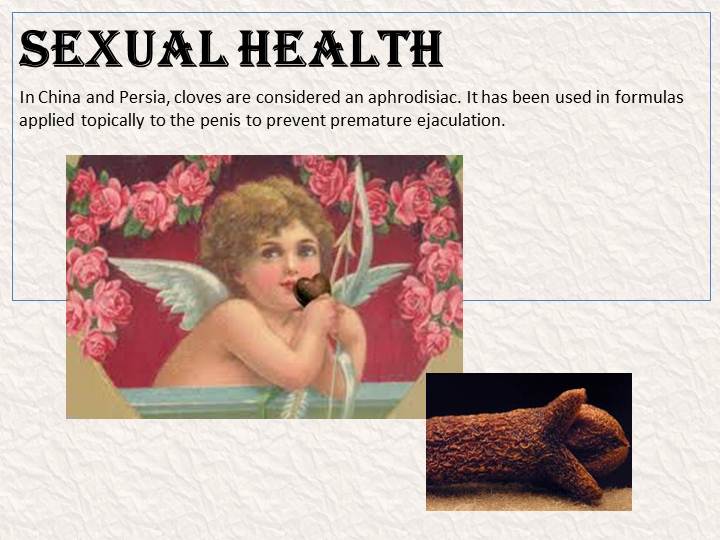 SEXUAL HEALTH
In China and Persia, cloves are considered an aphrodisiac. It has been used in formulas
applied topically to the penis to prevent premature ejaculation.